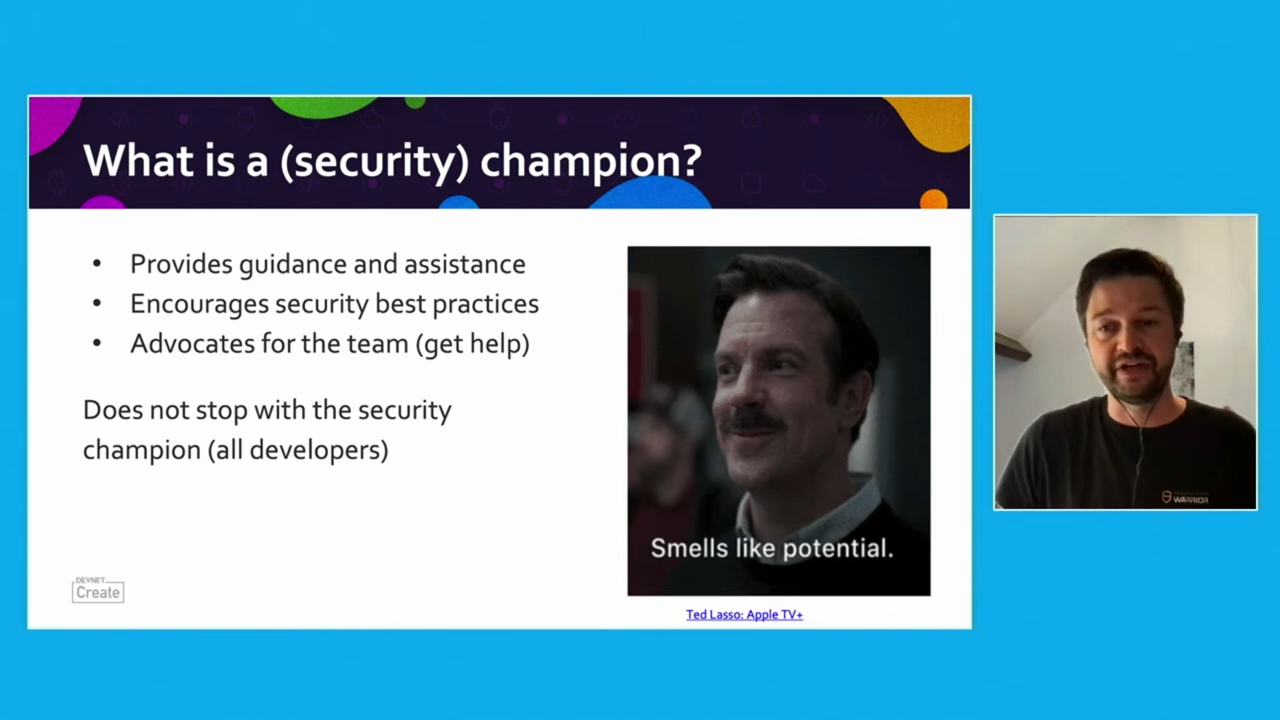 What is a (security) champion?
• Provides guidance and assistance
• Encourages security best practices
• Advocates for the team (get help)
Does not stop with the security
champion (all developers)
Smells like potential.
Ted Lasso: Apple TV+
DEVNET
Create
WARRIOR